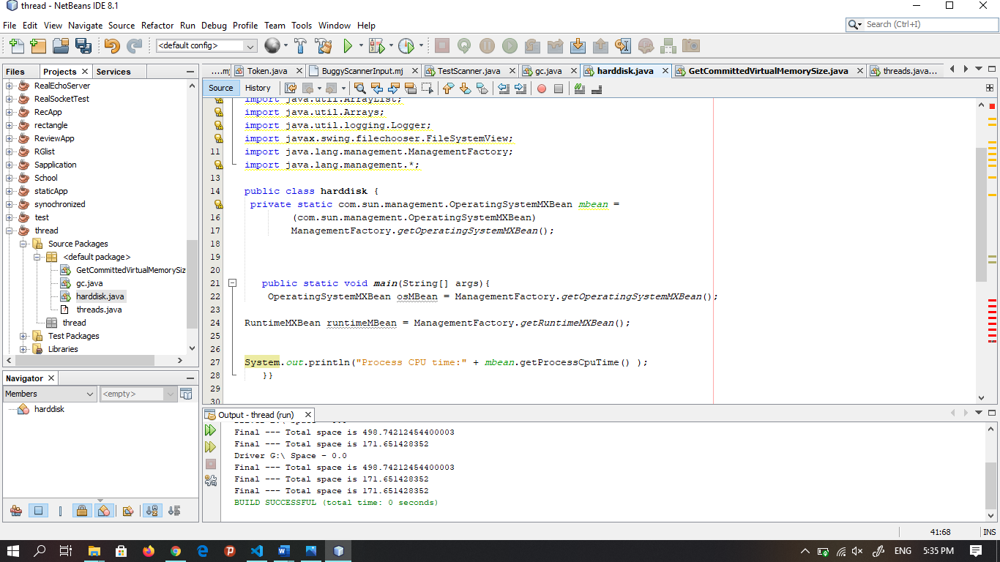 thread - NetBeans IDE 8.1
File Edit View Navigate Source Refactor Run Debug Profile Team Tools Window Help
Search (Ctrl+I)
<default config>
Files Projects Services
....mj Token.java BuggyScannerInput.mj TestScanner.java gc.java harddisk.java GetCommittedVirtualMemorySize.java threads.java...
Source History
RealEchoServer
RealSocketTest
RecApp
rectangle
ReviewApp
RGlist
Sapplication
School
staticApp
synochronized
test
thread
Source Packages
<default package>
GetCommittedVirtualMemorySiz
gc.java
harddisk.java
threads.java
thread
Test Packages
Libraries
import java.util.ArrayList;
import java.util.Arrays;
import java.util.logging.Logger;
import javax.swing.filechooser.FileSystemView;
11 import java.lang.management.ManagementFactory;
import java.lang.management.*;
13
14 public class harddisk {
private static com.sun.management.OperatingSystemMXBean mbean =
16 (com.sun.management.OperatingSystemMXBean)
17 ManagementFactory.getOperatingSystemMXBean();
18
19
20
21 public static void main(String[] args){
22 OperatingSystemMXBean osMBean = ManagementFactory.getOperatingSystemMXBean();
23
24 RuntimeMXBean runtimeMBean = ManagementFactory.getRuntimeMXBean();
25
26
27 System.out.println("Process CPU time:" + mbean.getProcessCpuTime() );
28 }}
29
30
Navigator
Members <empty>
harddisk
Output - thread (run)
Final --- Total space is 498.74212454400003
Final --- Total space is 171.651428352
Driver G:\ Space - 0.0
Final --- Total space is 498.74212454400003
Final --- Total space is 171.651428352
Final --- Total space is 171.651428352
BUILD SUCCESSFUL (total time: 0 seconds)
41:68 INS
ENG 5:35 PM